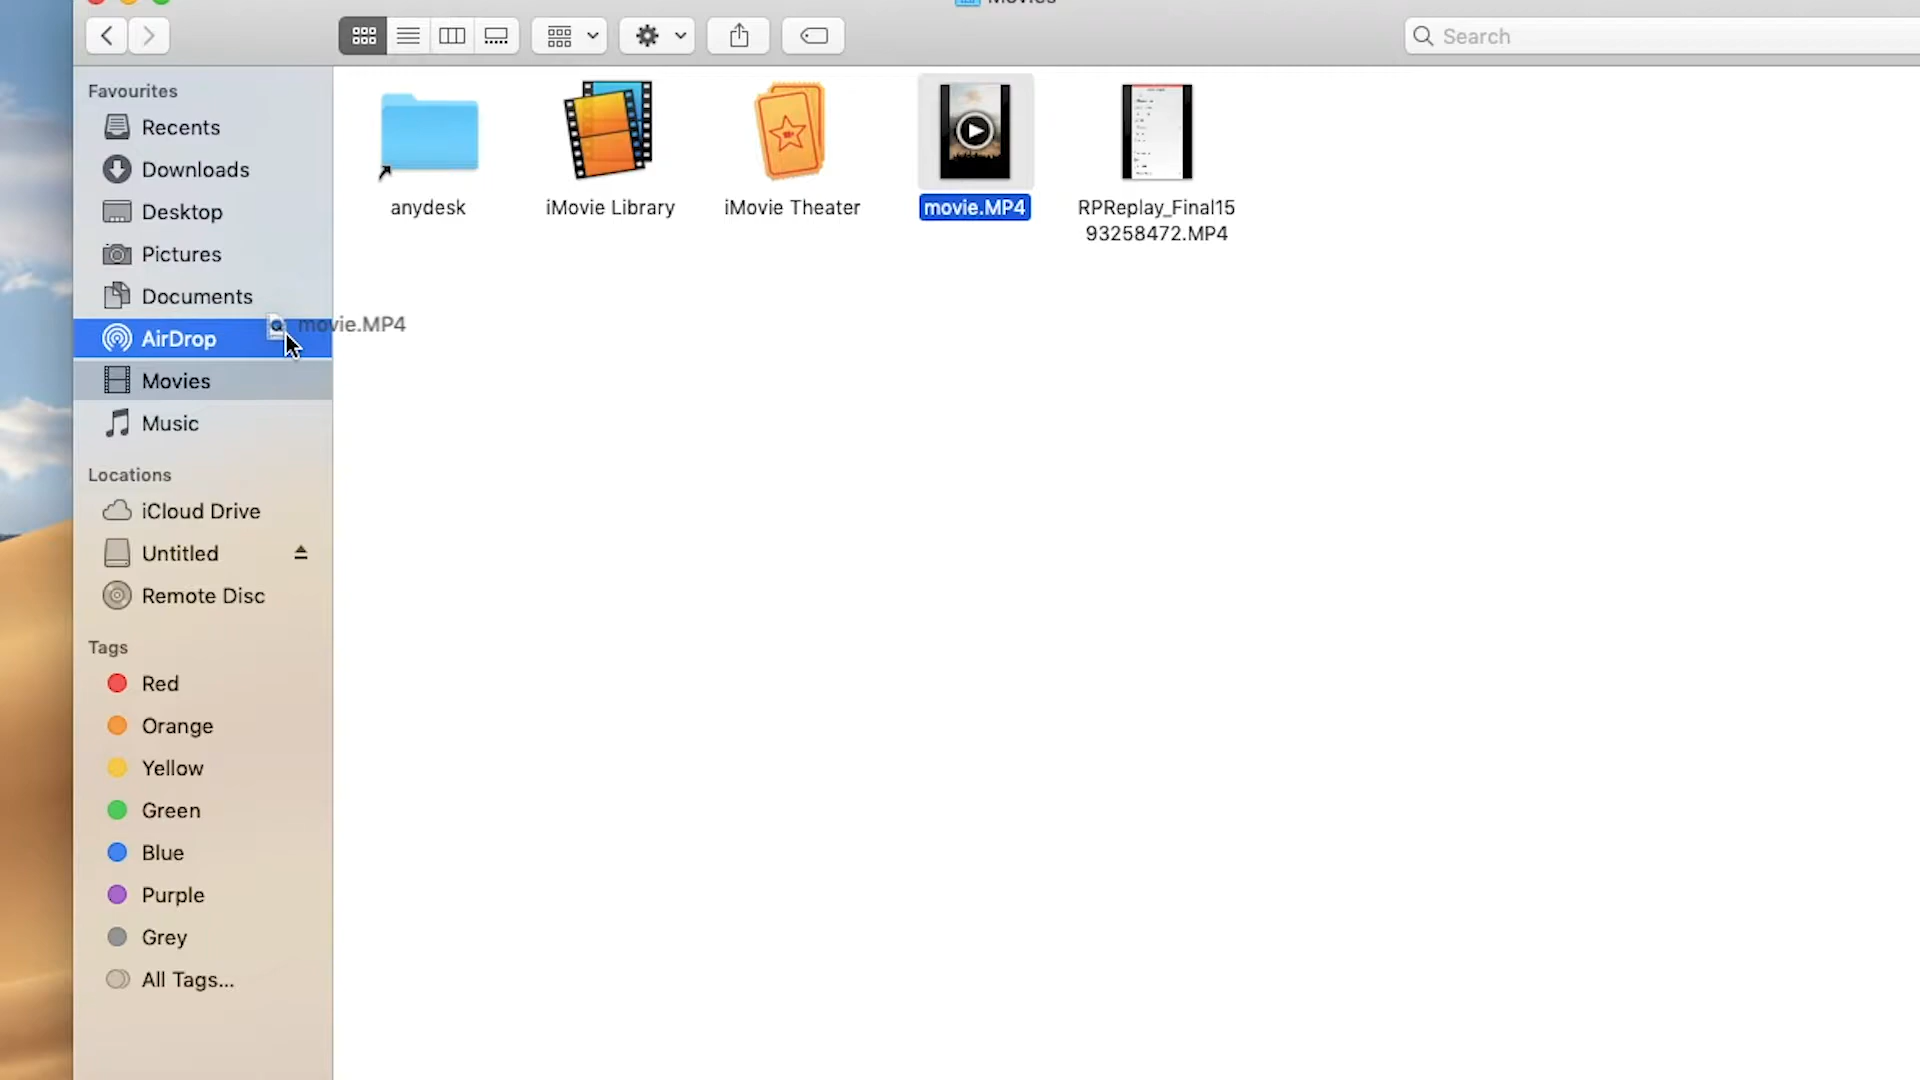 Movies
Search
Favourites
Recents
Downloads
Desktop
Pictures
Documents
AirDrop
movie.MP4
Movies
Music
Locations
iCloud Drive
Untitled
Remote Disc
Tags
Red
Orange
Yellow
Green
Blue
Purple
Grey
All Tags...
anydesk
iMovie Library
iMovie Theater
movie.MP4
RPReplay_Final15
93258472.MP4